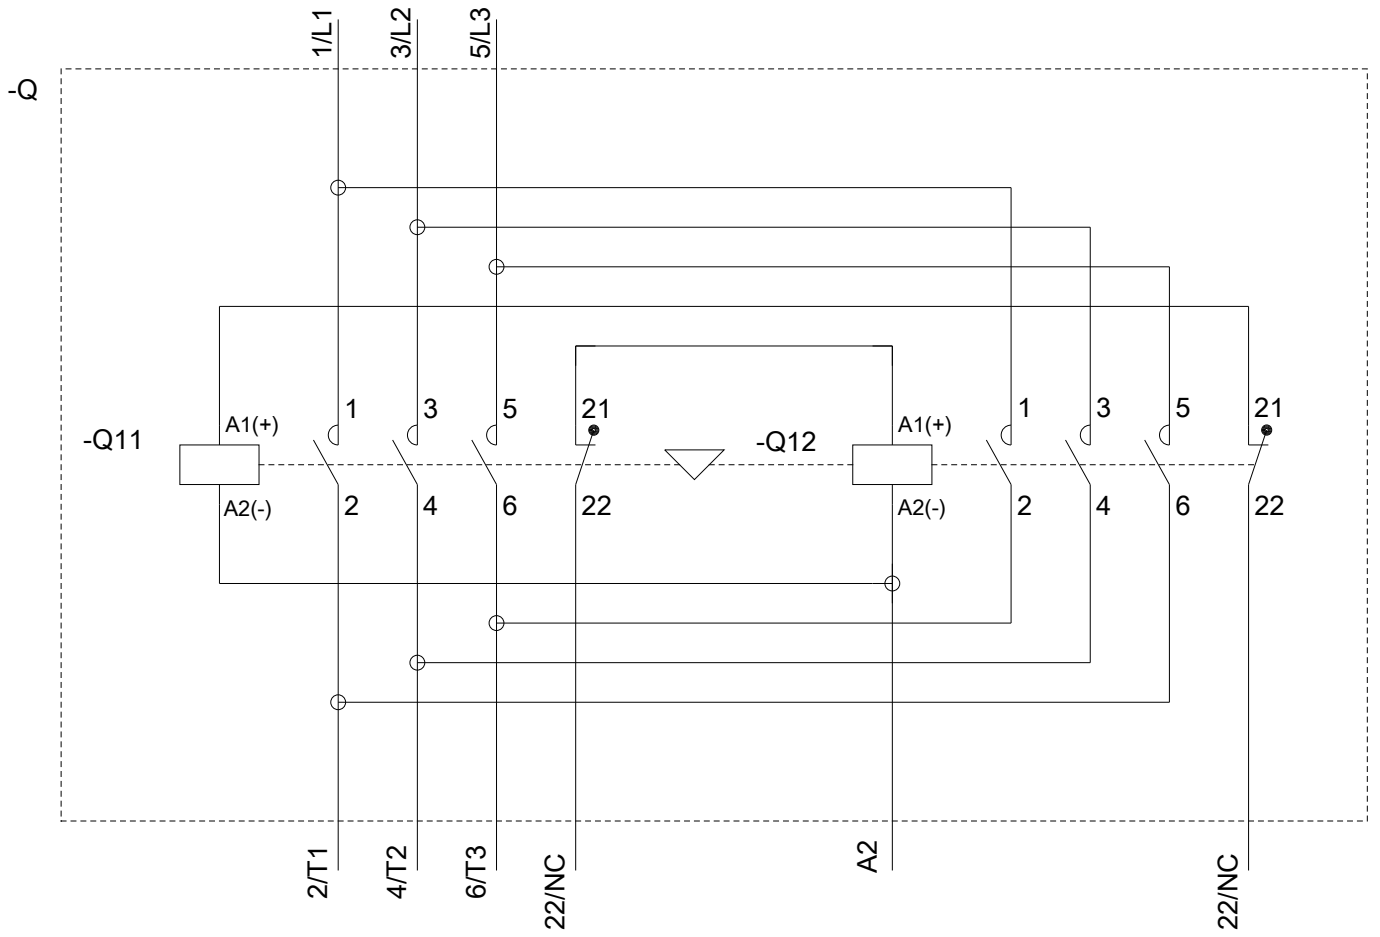 1/L1
3/L2
5/L3
-Q
1
3
5
21
1
3
5
21
A1(+)
A1(+)
-Q11
-Q12
A2(-)
2
4
6
22
A2(-)
2
4
6
22
2/T1
4/T2
6/T3
22/NC
A2
22/NC